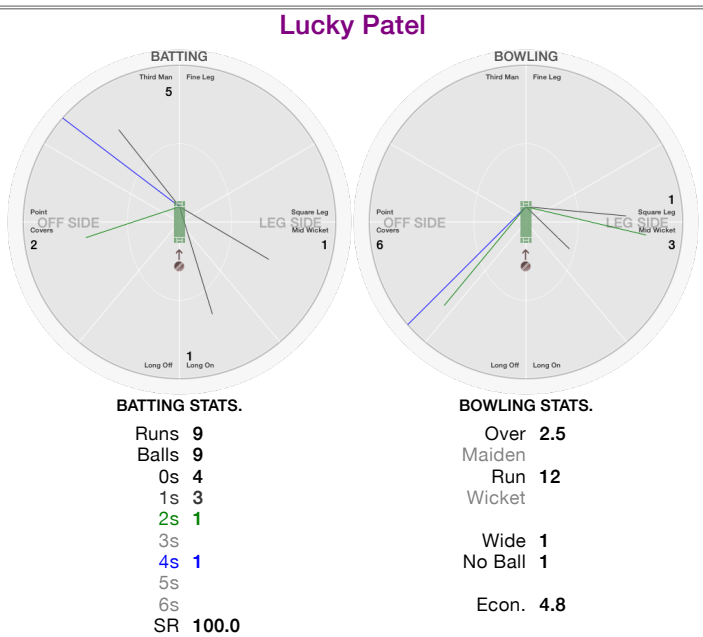 Lucky Patel
BATTING BOWLING
Third Man Fine Leg Third Man Fine Leg
5
1
Point Square Leg Point Square Leg
OFF SIDE LEG SIDE OFF SIDE LEG SIDE
Covers Mid Wicket Covers Mid Wicket
2 1 6 3
1
Long Off Long On Long Off Long On
BATTING STATS. BOWLING STATS.
Runs 9 Over 2.5
Balls 9 Maiden
0s 4 Run 12
1s 3 Wicket
2s 1
3s Wide 1
4s 1 No Ball 1
5s
6s Econ. 4.8
SR 100.0